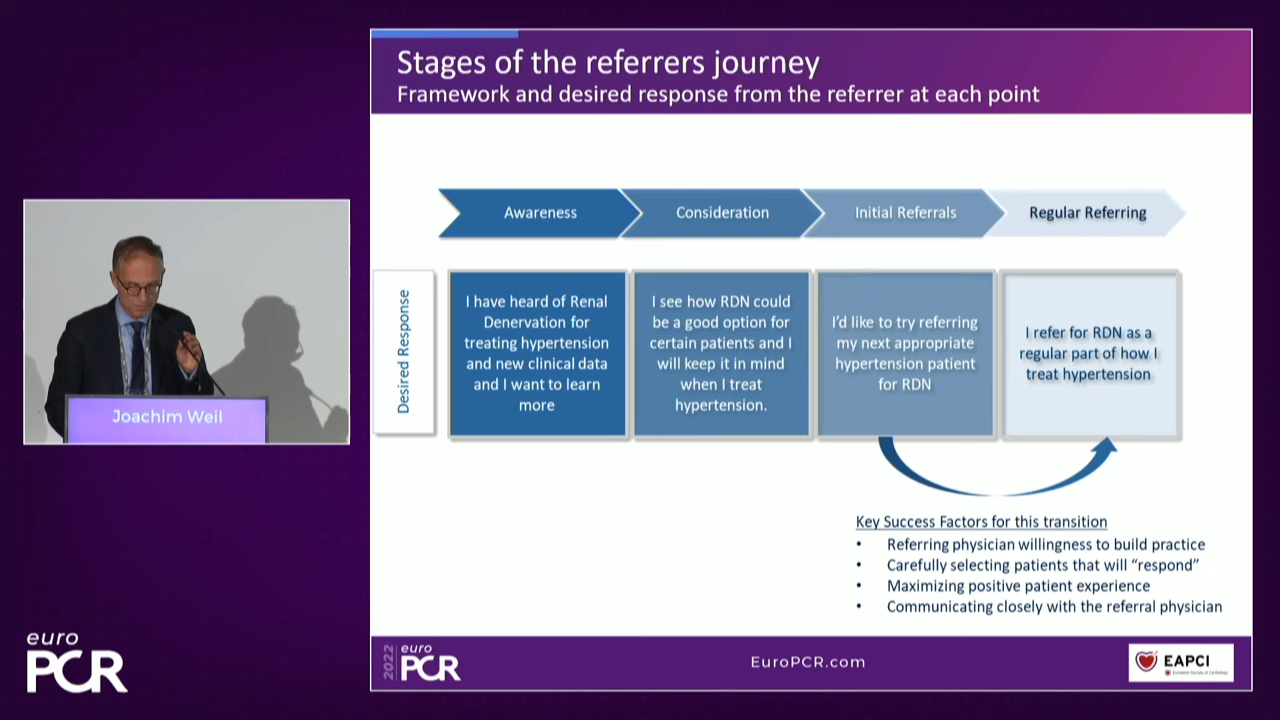 Stages of the referrers journey
Framework and desired response from the referrer at each point
Awareness
Consideration
Initial Referrals
Regular Referring
Desired Response
I have heard of Renal
Denervation for
treating hypertension
and new clinical data
and I want to learn
more
I see how RDN could
be a good option for
certain patients and I
will keep it in mind
when I treat
hypertension.
I'd like to try referring
my next appropriate
hypertension patient
for RDN
I refer for RDN as a
regular part of how I
treat hypertension
Key Success Factors for this transition
• Referring physician willingness to build practice
• Carefully selecting patients that will “respond”
• Maximizing positive patient experience
• Communicating closely with the referral physician
Joachim Weil
euro
PCR
2022
euro
PCR
EuroPCR.com
EAPCI
European Society of Cardiology